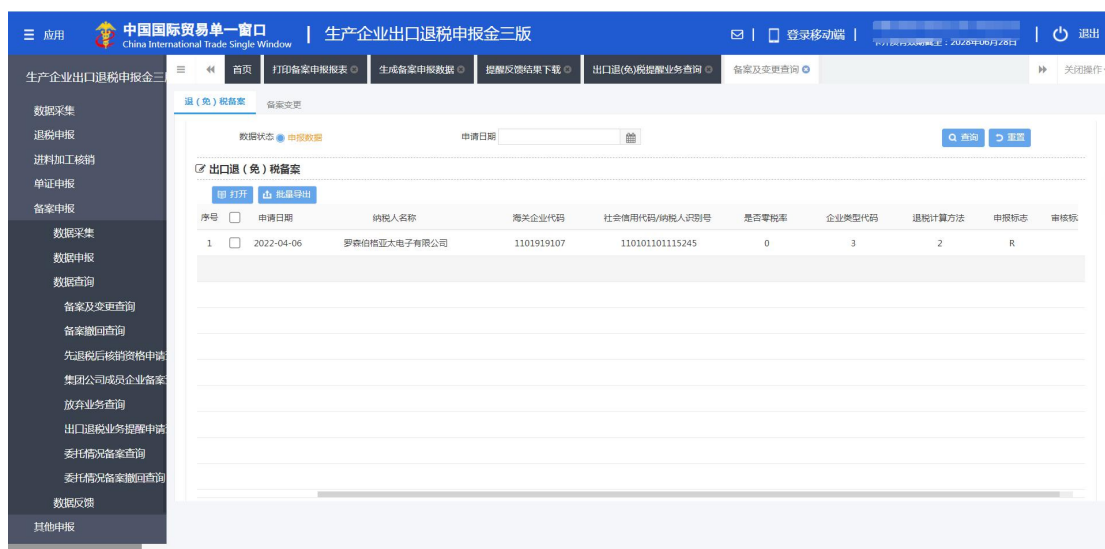 应用
中国国际贸易单一窗口
China International Trade Single Window
生产企业出口退税申报金三版
登录移动端
2028年06月28日
退出
生产企业出口退税申报金三
首页
打印备案申报报表
生成备案申报数据
提醒反馈结果下载
出口退(免)税提醒业务查询
备案及变更查询
关闭操作
数据采集
退税申报
进料加工核销
单证申报
备案申报
数据采集
数据申报
数据查询
备案及变更查询
备案撤回查询
先退税后核销资格申请
集团公司成员企业备案
放弃业务查询
出口退税业务提醒申请
委托情况备案查询
委托情况备案撤回查询
数据反馈
其他申报
退(免)税备案 备案变更
数据状态 申报数据 申请日期 查询 重置
出口退(免)税备案
打开 批量导出
序号 申请日期 纳税人名称 海关企业代码 社会信用代码/纳税人识别号 是否零税率 企业类型代码 退税计算方法 申报标志 审核标
1 2022-04-06 罗森伯格亚太电子有限公司 1101919107 110101101115245 0 3 2 R